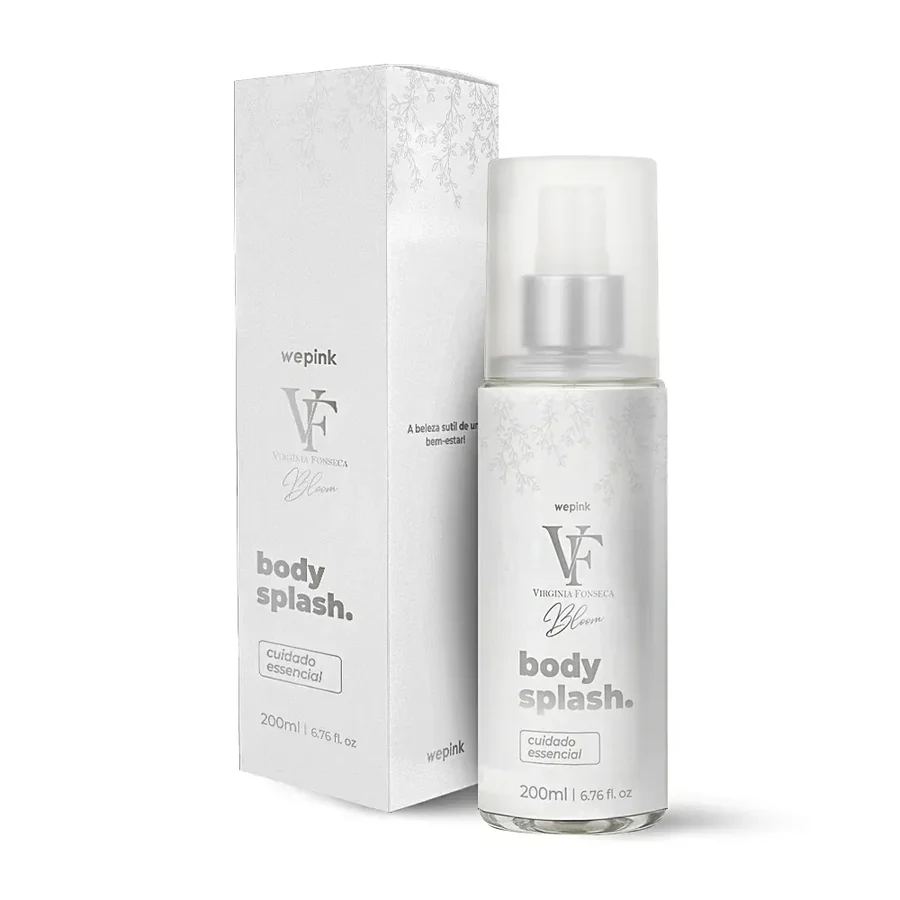 wepink
VF
VIRGINIA FONSECA
Bloom
body
splash.
cuidado
essencial
200ml | 6.76 fl. oz
A beleza sutil de um
bem-estar!
wepink
wepink
VF
VIRGINIA FONSECA
Bloom
body
splash.
cuidado
essencial
200ml | 6.76 fl. oz